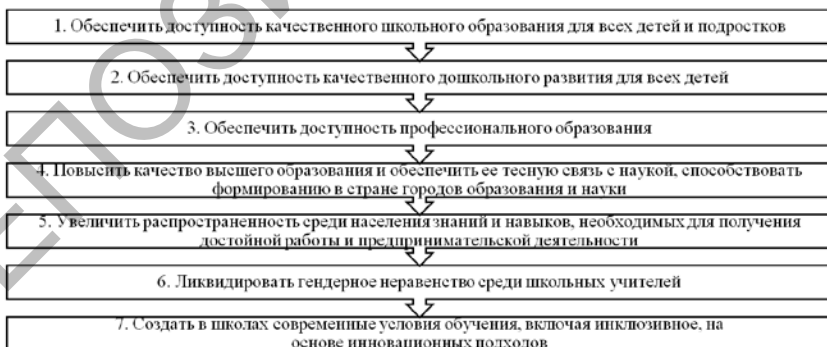 1. Обеспечить доступность качественного школьного образования для всех детей и подростков
2. Обеспечить доступность качественного дошкольного развития для всех детей
3. Обеспечить доступность профессионального образования
4. Повысить качество высшего образования и обеспечить ее тесную связь с наукой, способствовать
формированию в стране городов образования и науки
5. Увеличить распространенность среди населения знаний и навыков, необходимых для получения
достойной работы и предпринимательской деятельности
6. Ликвидировать гендерное неравенство среди школьных учителей
7. Создать в школах современные условия обучения, включая инклюзивное, на
основе инновационных подходов